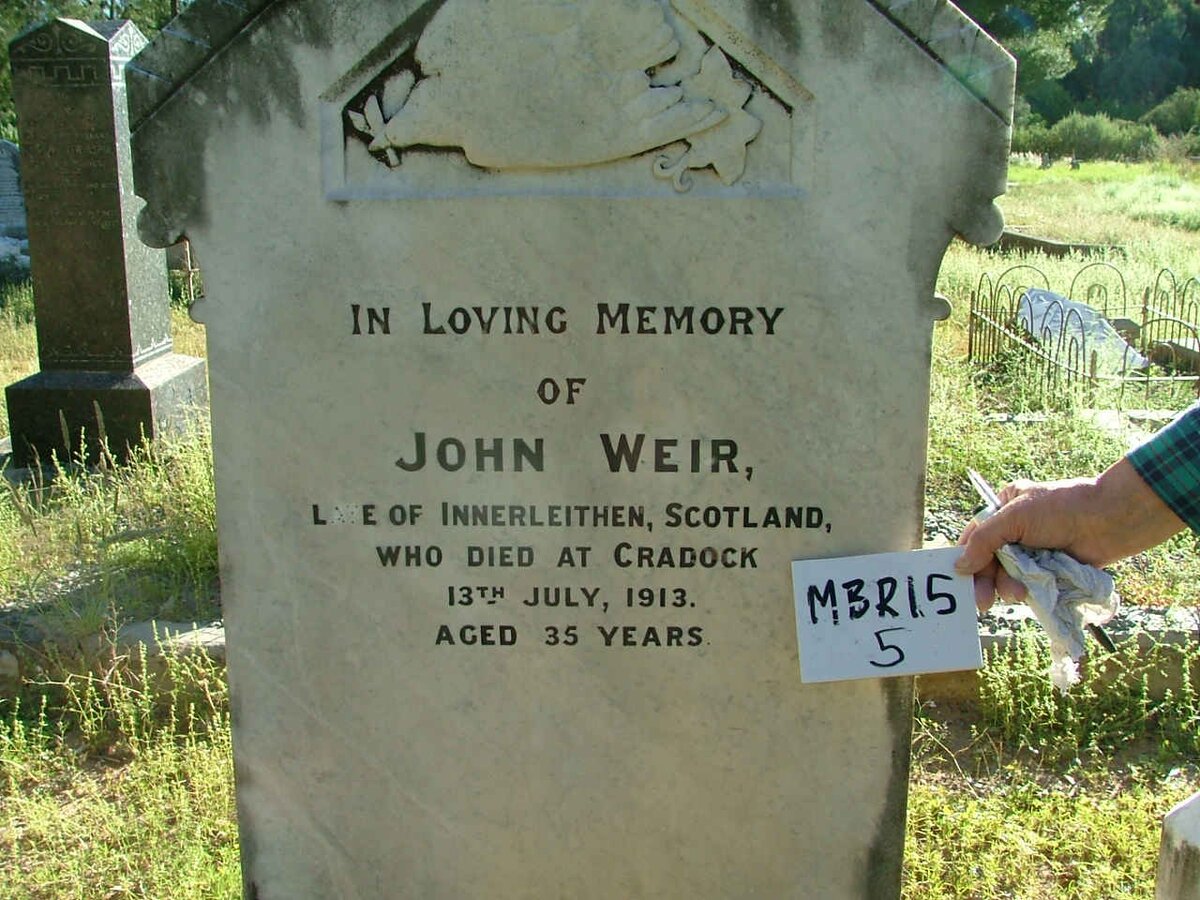 IN LOVING MEMORY
OF
JOHN WEIR,
L E OF INNERLEITHEN, SCOTLAND,
WHO DIED AT CRADOCK
13TH JULY, 1913.
AGED 35 YEARS.
MBR15
5